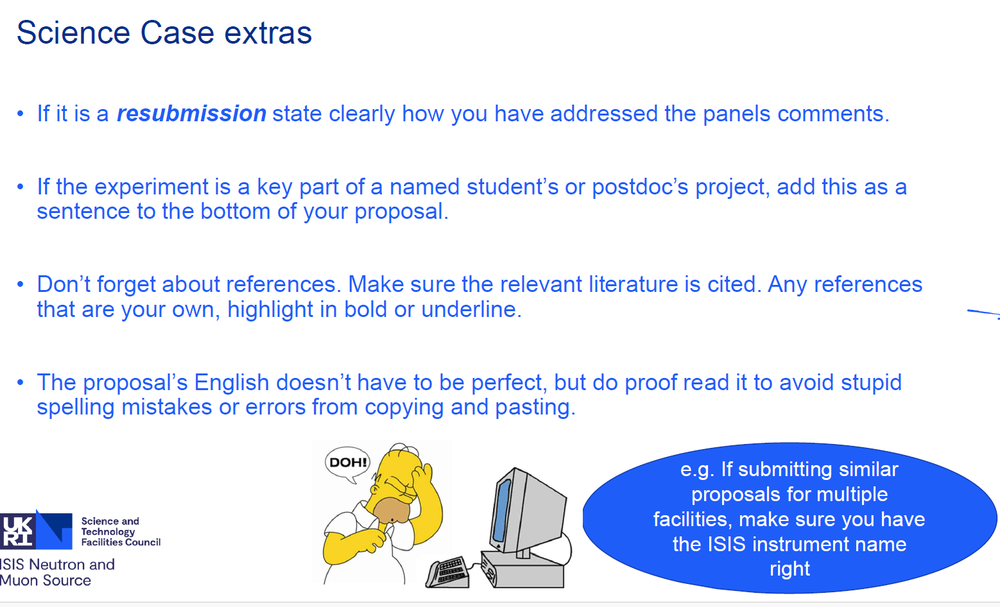 Science Case extras
• If it is a resubmission state clearly how you have addressed the panels comments.
• If the experiment is a key part of a named student’s or postdoc’s project, add this as a
sentence to the bottom of your proposal.
• Don’t forget about references. Make sure the relevant literature is cited. Any references
that are your own, highlight in bold or underline.
• The proposal’s English doesn’t have to be perfect, but do proof read it to avoid stupid
spelling mistakes or errors from copying and pasting.
DOH!
e.g. If submitting similar
proposals for multiple
facilities, make sure you have
the ISIS instrument name
right
UK
RI
Science and
Technology
Facilities Council
ISIS Neutron and
Muon Source